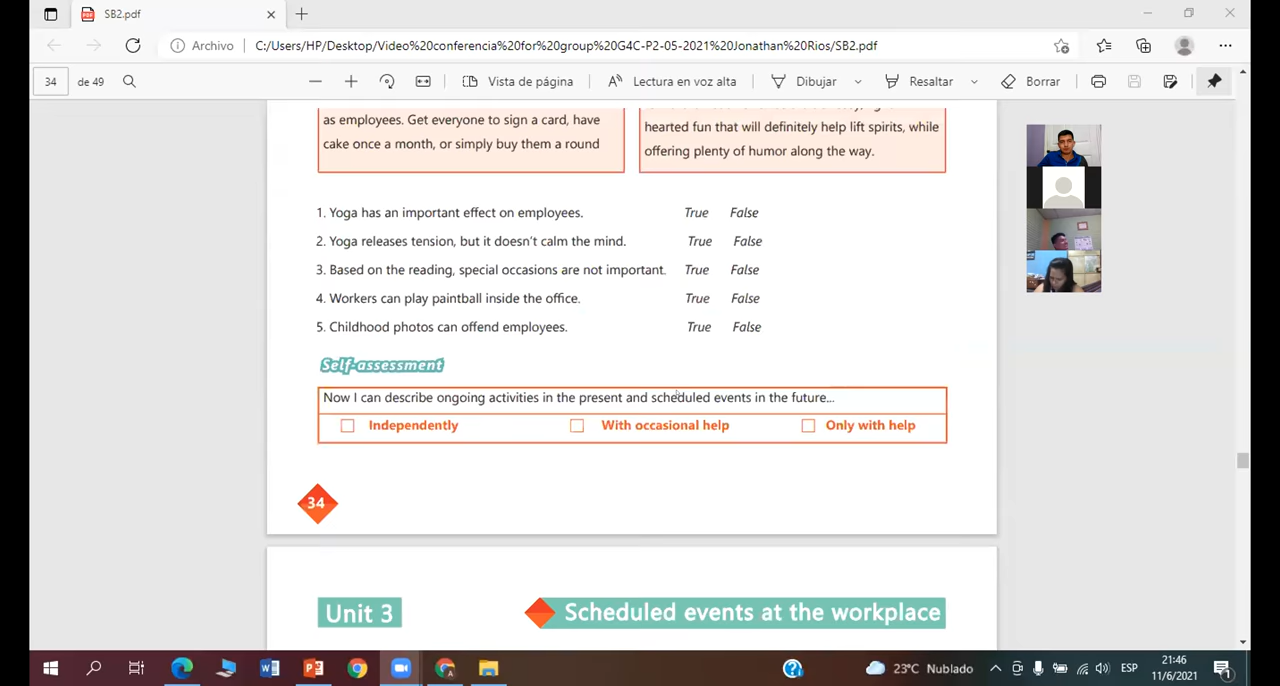 SB2.pdf
Archivo C:/Users/HP/Desktop/Video%20conferencia%20for%20group%20G4C-P2-05-2021%20Jonathan%20Rios/SB2.pdf
34 de 49 Vista de página Lectura en voz alta Dibujar Resaltar Borrar
as employees. Get everyone to sign a card, have
cake once a month, or simply buy them a round
hearted fun that will definitely help lift spirits, while
offering plenty of humor along the way.
1. Yoga has an important effect on employees. True False
2. Yoga releases tension, but it doesn't calm the mind. True False
3. Based on the reading, special occasions are not important. True False
4. Workers can play paintball inside the office. True False
5. Childhood photos can offend employees. True False
Self-assessment
Now I can describe ongoing activities in the present and scheduled events in the future...
Independently With occasional help Only with help
34
Unit 3 Scheduled events at the workplace
23°C Nublado ESP 21:46
11/6/2021